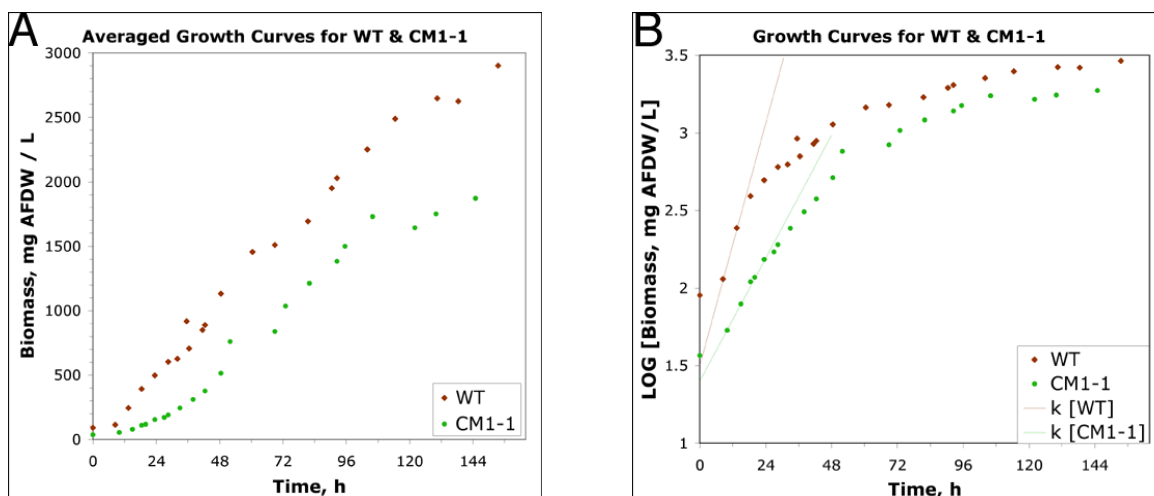 A
Averaged Growth Curves for WT & CM1-1
3000
2500
2000
1500
1000
500
0
Biomass, mg AFDW / L
0 24 48 72 96 120 144
Time, h
WT
CM1-1
B
Growth Curves for WT & CM1-1
3.5
3
2.5
2
1.5
1
LOG [Biomass, mg AFDW/L]
0 24 48 72 96 120 144
Time, h
WT
CM1-1
k [WT]
k [CM1-1]